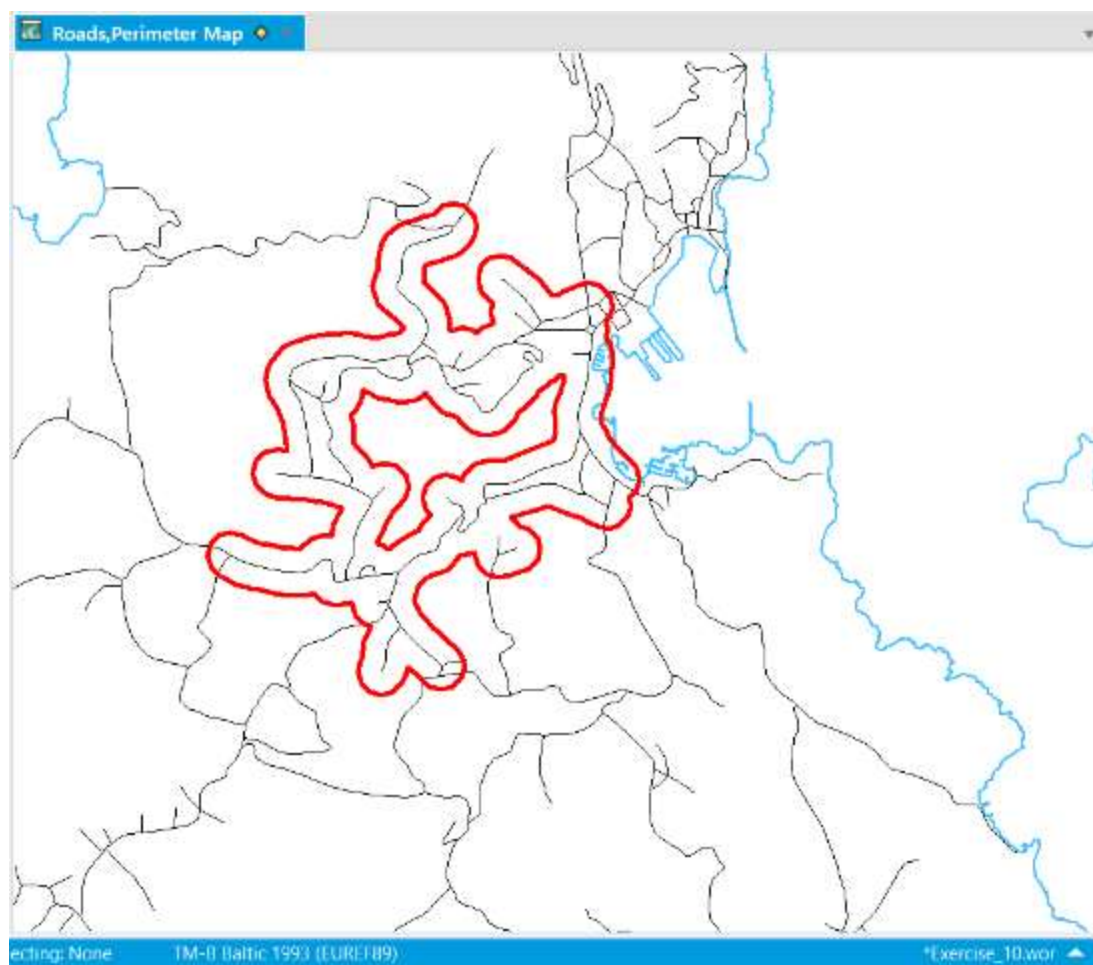 Roads,Perimeter Map
ecting: None TM-B Baltic 1993 (EUREF89) *Exercise_10.wor